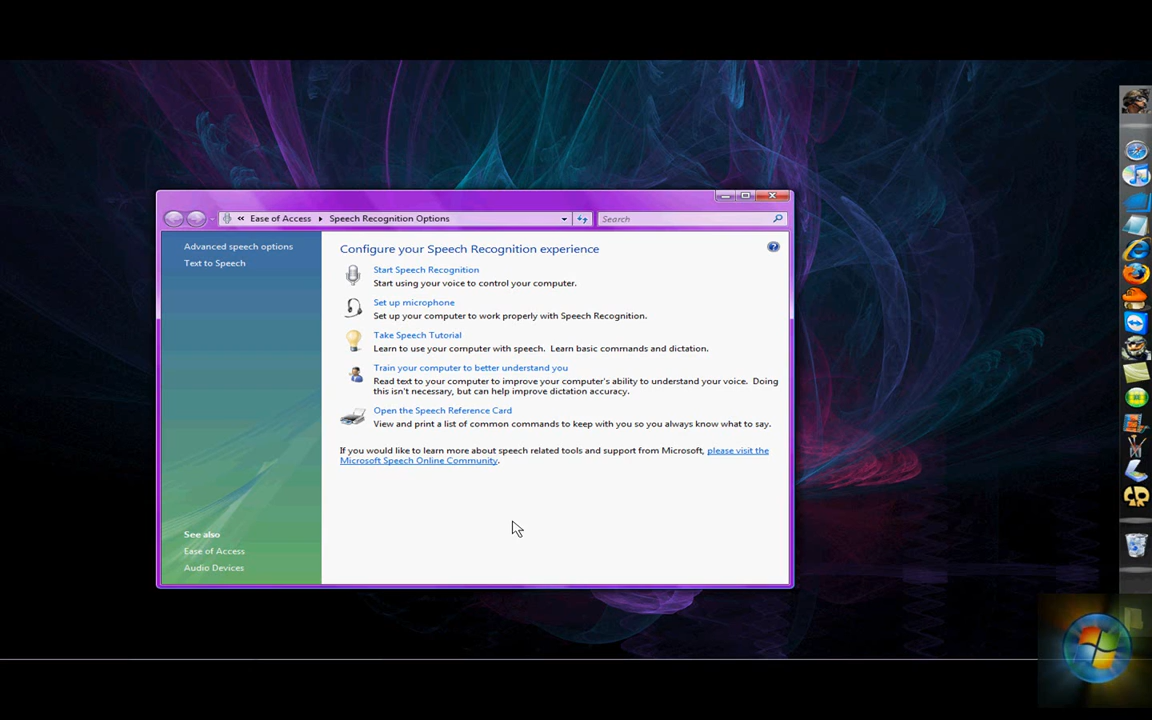 Ease of Access
Speech Recognition Options
Search
Advanced speech options
Text to Speech
Configure your Speech Recognition experience
Start Speech Recognition
Start using your voice to control your computer.
Set up microphone
Set up your computer to work properly with Speech Recognition.
Take Speech Tutorial
Learn to use your computer with speech. Learn basic commands and dictation.
Train your computer to better understand you
Read text to your computer to improve your computer's ability to understand your voice. Doing
this isn't necessary, but can help improve dictation accuracy.
Open the Speech Reference Card
View and print a list of common commands to keep with you so you always know what to say.
If you would like to learn more about speech related tools and support from Microsoft, please visit the
Microsoft Speech Online Community.
See also
Ease of Access
Audio Devices